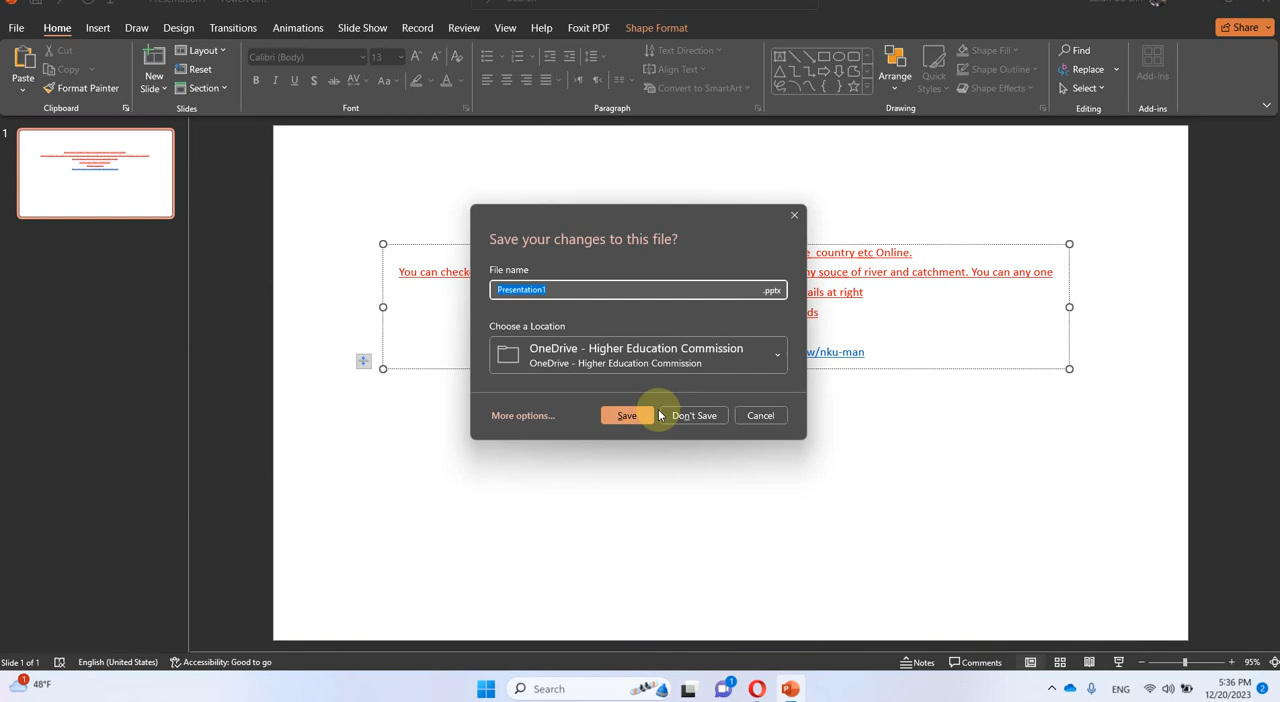 File
Home
Insert
Draw
Design
Transitions
Animations
Slide Show
Record
Review
View
Help
Foxit PDF
Shape Format
Share
Paste
Cut
Copy
Format Painter
Clipboard
New
Slide
Layout
Reset
Section
Slides
Calibri (Body)
13
Font
Text Direction
Align Text
Convert to SmartArt
Paragraph
Arrange
Quick
Styles
Shape Fill
Shape Outline
Shape Effects
Drawing
Find
Replace
Select
Editing
Add-ins
Add-ins
1
country etc Online.
You can check
ny souce of river and catchment. You can any one
ails at right
ds
w/nku-man
Save your changes to this file?
File name
Presentation1
.pptx
Choose a Location
OneDrive - Higher Education Commission
OneDrive - Higher Education Commission
More options...
Save
Don't Save
Cancel
Slide 1 of 1
English (United States)
Accessibility: Good to go
Notes
Comments
95%
1
48°F
Search
1
ENG
5:36 PM
12/20/2023
2